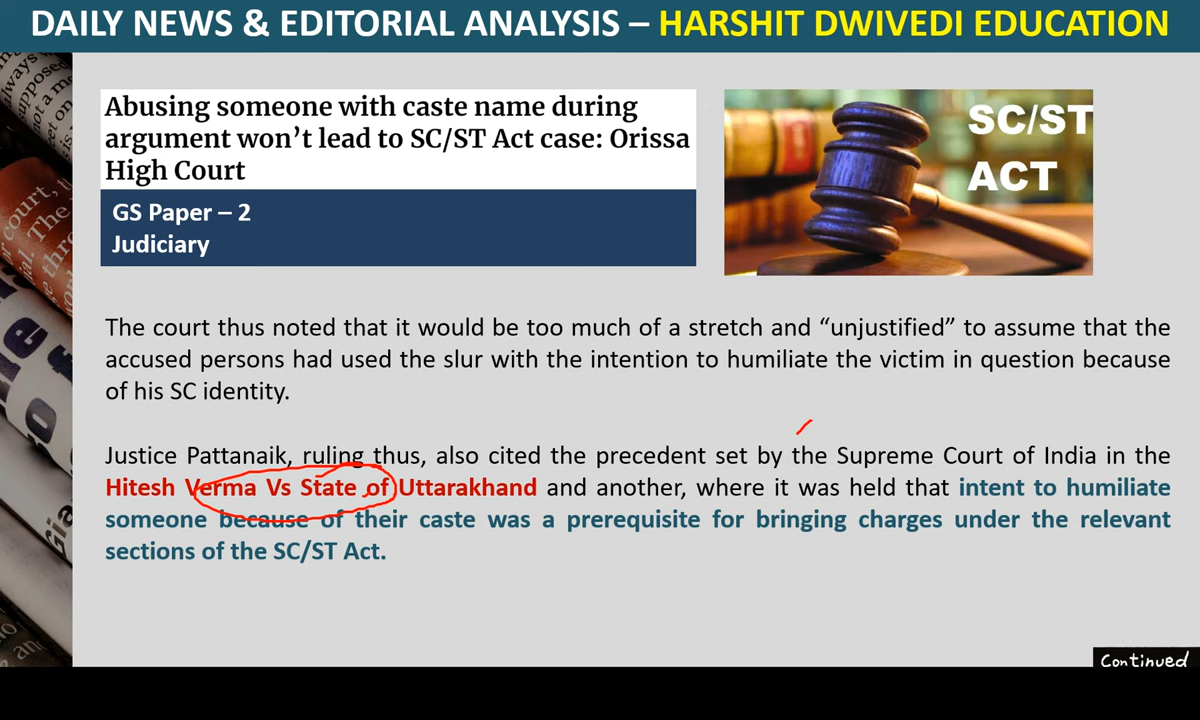 DAILY NEWS & EDITORIAL ANALYSIS – HARSHIT DWIVEDI EDUCATION
Abusing someone with caste name during
argument won’t lead to SC/ST Act case: Orissa
High Court
GS Paper – 2
Judiciary
SC/ST
ACT
The court thus noted that it would be too much of a stretch and “unjustified” to assume that the
accused persons had used the slur with the intention to humiliate the victim in question because
of his SC identity.
Justice Pattanaik, ruling thus, also cited the precedent set by the Supreme Court of India in the
Hitesh Verma Vs State of Uttarakhand and another, where it was held that intent to humiliate
someone because of their caste was a prerequisite for bringing charges under the relevant
sections of the SC/ST Act.
Continued